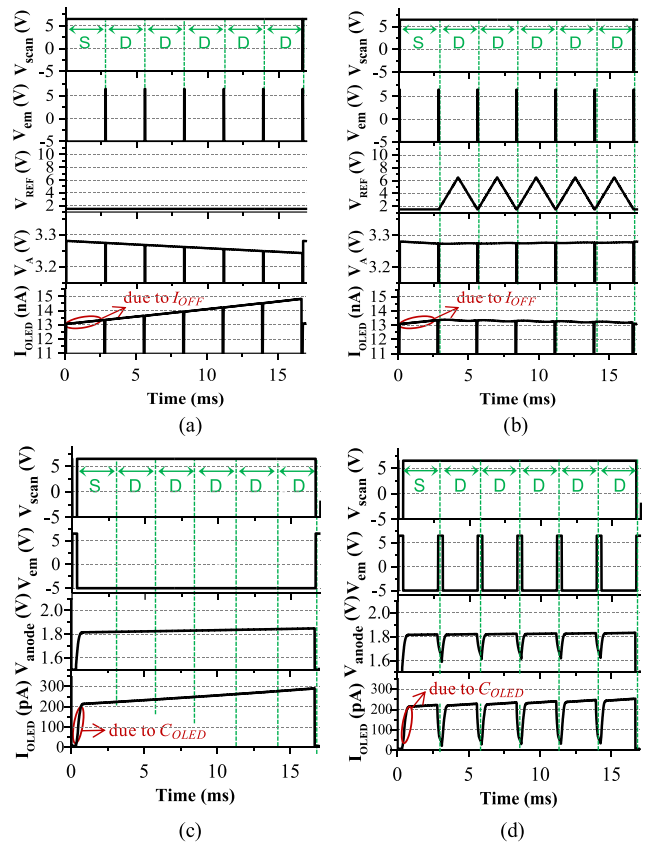 V_scan (V)
5
0
-5
S D D D D D
V_em (V)
5
0
-5
V_REF (V)
10
8
6
4
2
V_A (V)
3.3
3.2
I_OLED (nA)
15
14
13
12
11
due to I_OFF
0 5 10 15
Time (ms)
(a)
V_scan (V)
5
0
-5
S D D D D D
V_em (V)
5
0
-5
V_REF (V)
10
8
6
4
2
V_A (V)
3.3
3.2
I_OLED (nA)
15
14
13
12
11
due to I_OFF
0 5 10 15
Time (ms)
(b)
V_scan (V)
5
0
-5
S D D D D D
V_em (V)
5
0
-5
V_anode (V)
2.0
1.8
1.6
I_OLED (pA)
300
200
100
0
due to C_OLED
0 5 10 15
Time (ms)
(c)
V_scan (V)
5
0
-5
S D D D D D
V_em (V)
5
0
-5
V_anode (V)
2.0
1.8
1.6
I_OLED (pA)
300
200
100
0
due to C_OLED
0 5 10 15
Time (ms)
(d)